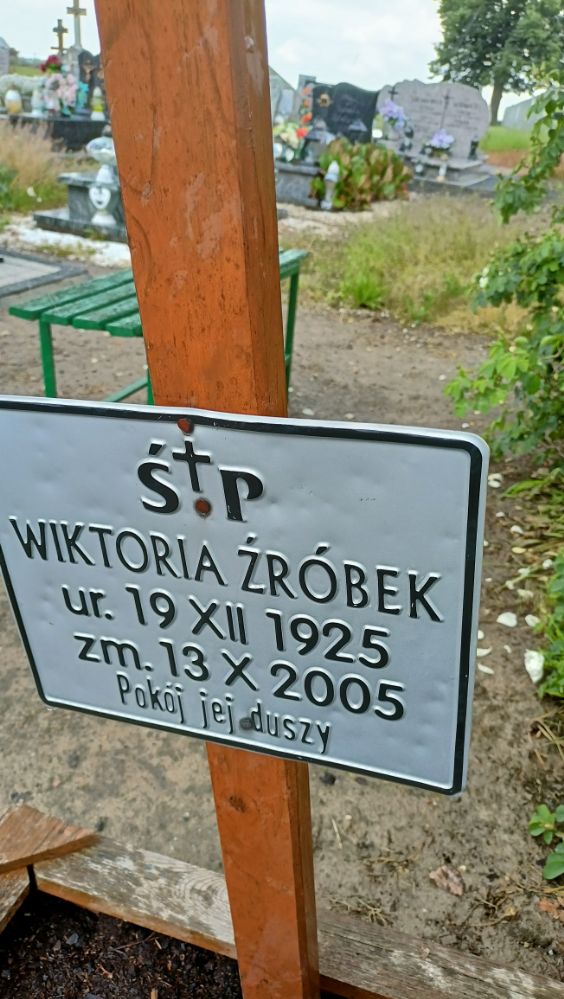 Ś†P
WIKTORIA ŹRÓBEK
ur. 19 XII 1925
zm. 13 X 2005
Pokój jej duszy